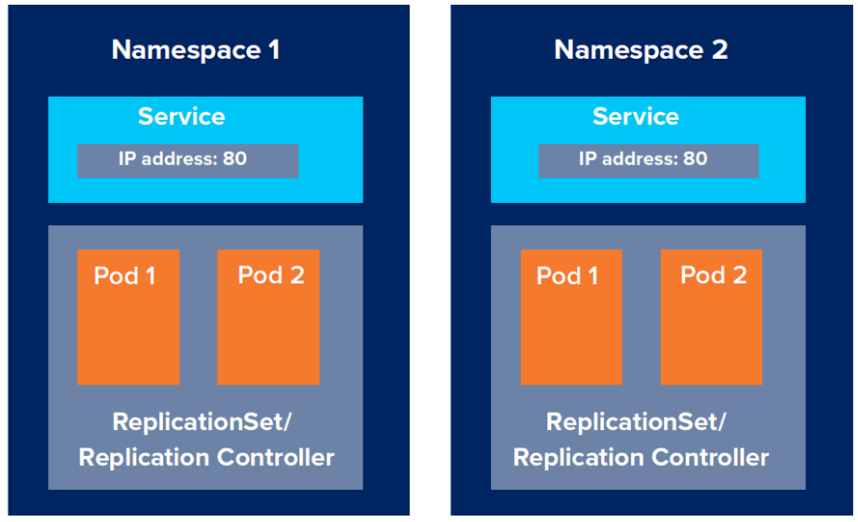 Namespace 1
Service
IP address: 80
Pod 1
Pod 2
ReplicationSet/
Replication Controller
Namespace 2
Service
IP address: 80
Pod 1
Pod 2
ReplicationSet/
Replication Controller